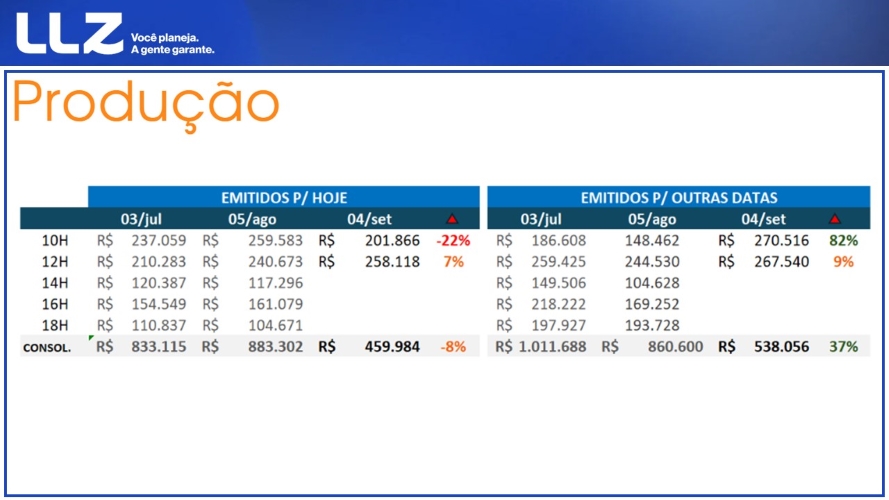 LLZ Você planeja.
A gente garante.
Produção
EMITIDOS P/ HOJE EMITIDOS P/ OUTRAS DATAS
03/jul 05/ago 04/set 03/jul 05/ago 04/set
10H R$ 237.059 R$ 259.583 R$ 201.866 -22% R$ 186.608 148.462 R$ 270.516 82%
12H R$ 210.283 R$ 240.673 R$ 258.118 7% R$ 259.425 244.530 R$ 267.540 9%
14H R$ 120.387 R$ 117.296 R$ 149.506 104.628
16H R$ 154.549 R$ 161.079 R$ 218.222 169.252
18H R$ 110.837 R$ 104.671 R$ 197.927 193.728
CONSOL. R$ 833.115 R$ 883.302 R$ 459.984 -8% R$ 1.011.688 R$ 860.600 R$ 538.056 37%